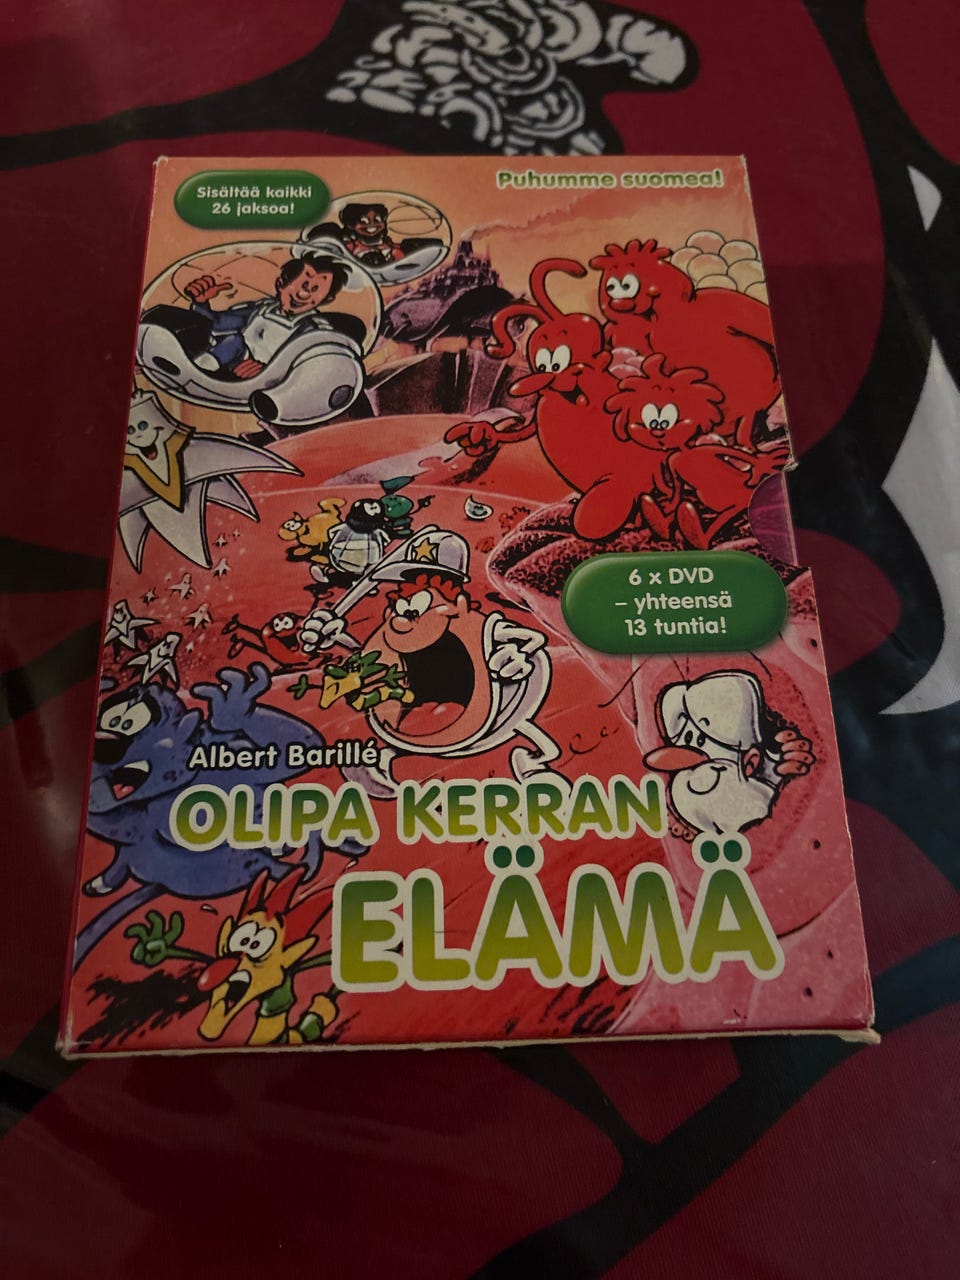 Sisältää kaikki
26 jaksoa!
Puhumme suomea!
6 x DVD
– yhteensä
13 tuntia!
Albert Barillé
OLIPA KERRAN
ELÄMÄ